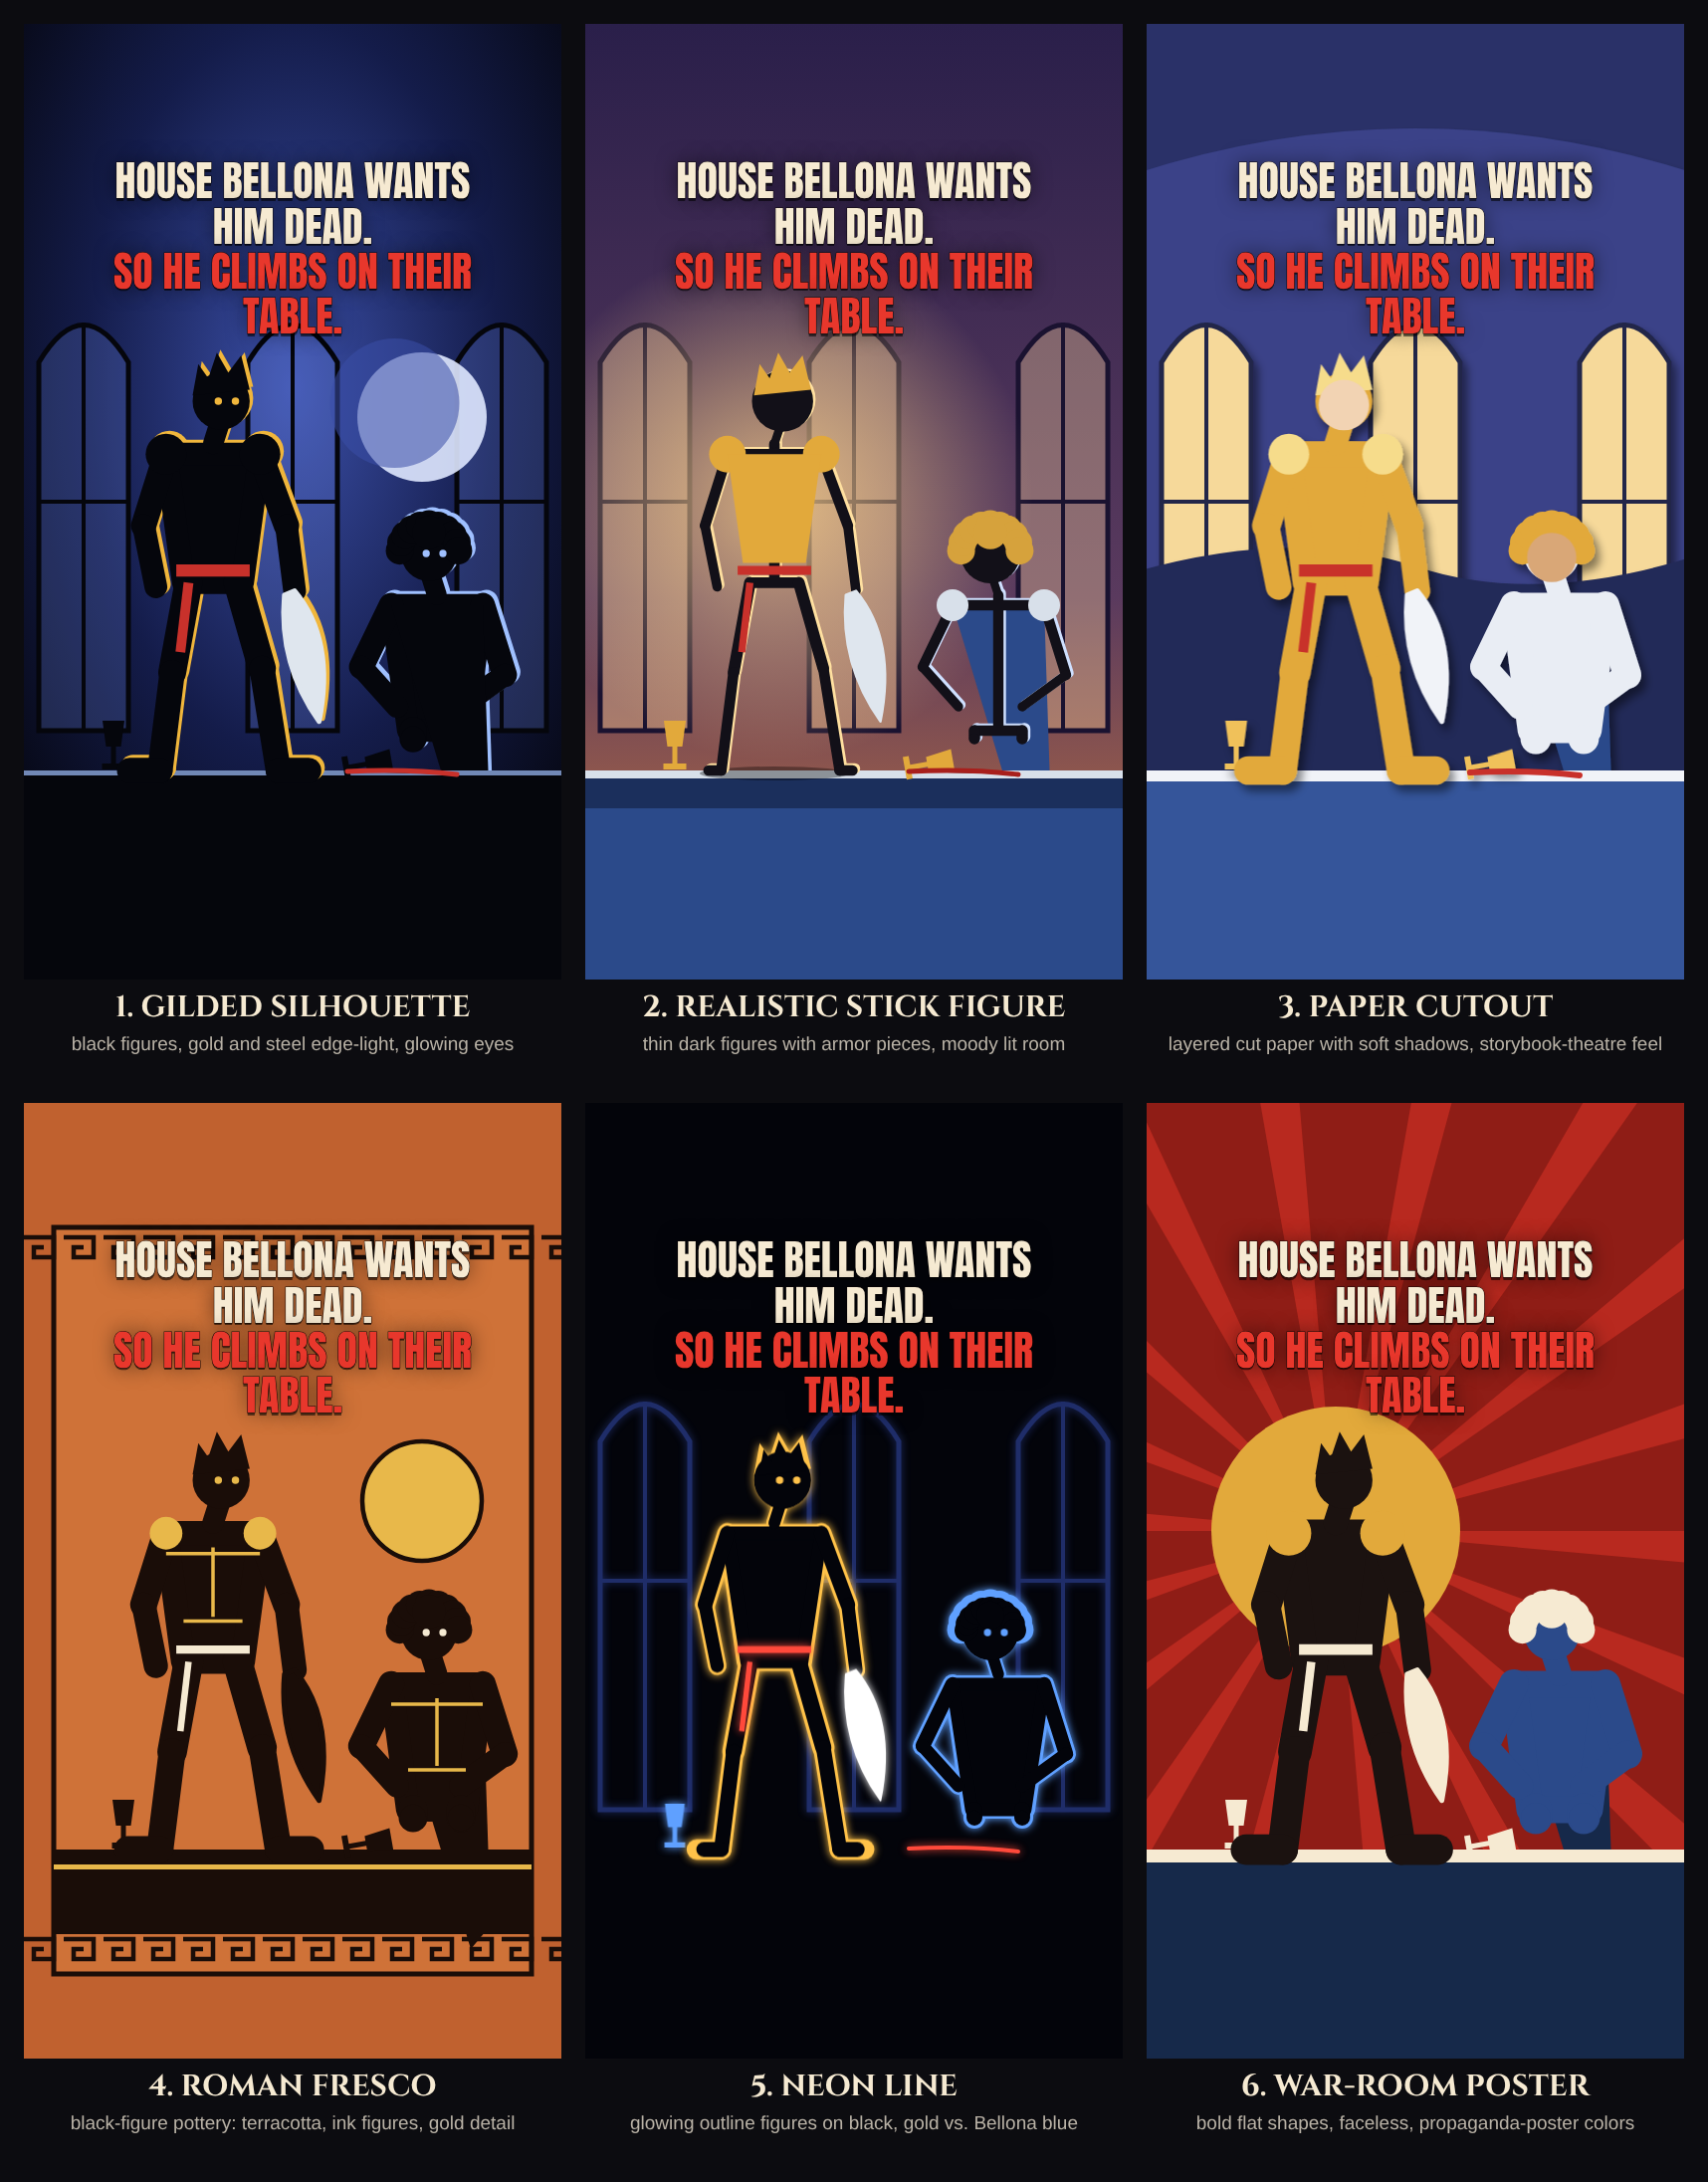 HOUSE BELLONA WANTS
HIM DEAD.
SO HE CLIMBS ON THEIR
TABLE.
1. GILDED SILHOUETTE
black figures, gold and steel edge-light, glowing eyes
HOUSE BELLONA WANTS
HIM DEAD.
SO HE CLIMBS ON THEIR
TABLE.
2. REALISTIC STICK FIGURE
thin dark figures with armor pieces, moody lit room
HOUSE BELLONA WANTS
HIM DEAD.
SO HE CLIMBS ON THEIR
TABLE.
3. PAPER CUTOUT
layered cut paper with soft shadows, storybook-theatre feel
HOUSE BELLONA WANTS
HIM DEAD.
SO HE CLIMBS ON THEIR
TABLE.
4. ROMAN FRESCO
black-figure pottery: terracotta, ink figures, gold detail
HOUSE BELLONA WANTS
HIM DEAD.
SO HE CLIMBS ON THEIR
TABLE.
5. NEON LINE
glowing outline figures on black, gold vs. Bellona blue
HOUSE BELLONA WANTS
HIM DEAD.
SO HE CLIMBS ON THEIR
TABLE.
6. WAR-ROOM POSTER
bold flat shapes, faceless, propaganda-poster colors